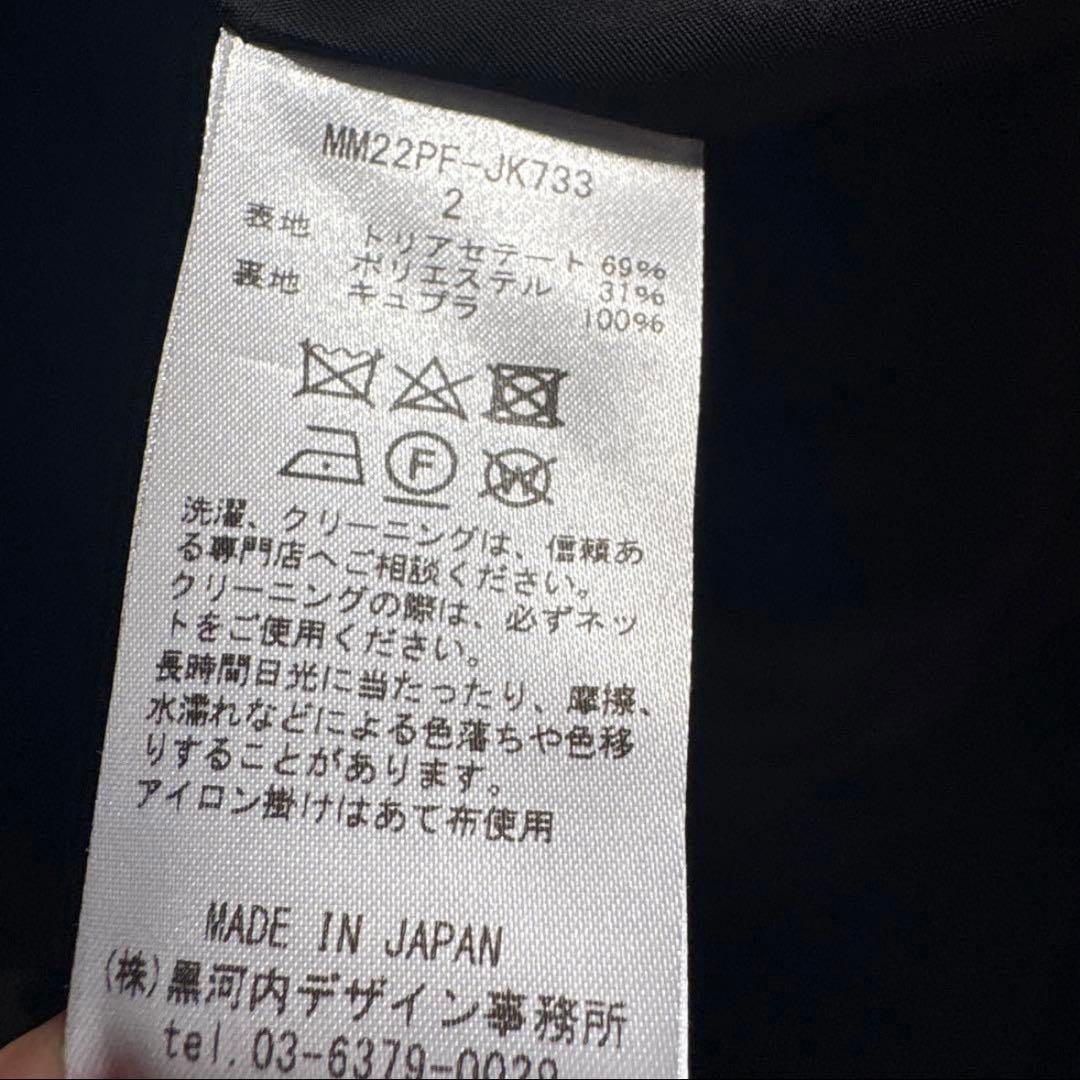 MM22PF-JK733
2
表地 トリアセテート 69%
ポリエステル 31%
裏地 キュプラ 100%
F
W
洗濯、クリーニングは、信頼あ
る専門店へご相談ください。
クリーニングの際は、必ずネッ
トをご使用ください。
長時間日光に当たったり、摩擦、
水濡れなどによる色落ちや色移
りすることがあります。
アイロン掛けはあて布使用
MADE IN JAPAN
(株)黒河内デザイン事務所
tel.03-6379-0029